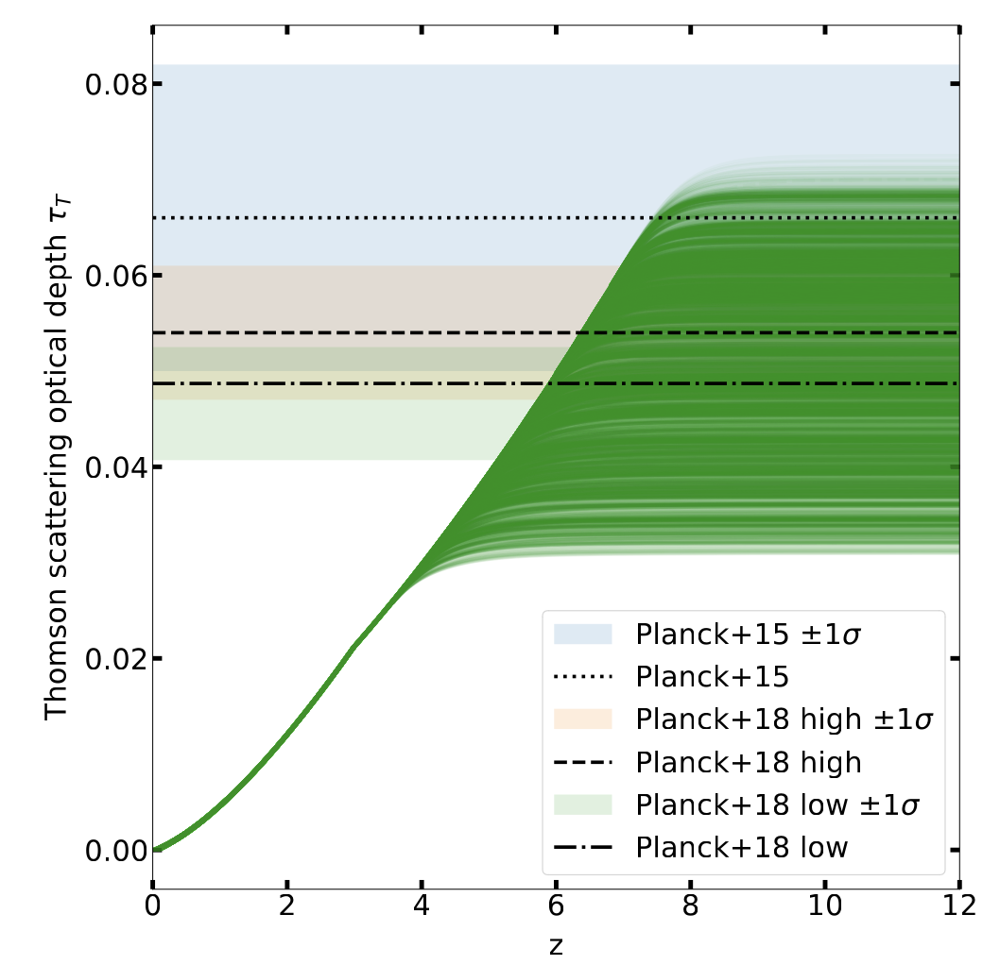 Thomson scattering optical depth τ_T
0.08
0.06
0.04
0.02
0.00
0 2 4 6 8 10 12
z
Planck+15 ±1σ
Planck+15
Planck+18 high ±1σ
Planck+18 high
Planck+18 low ±1σ
Planck+18 low